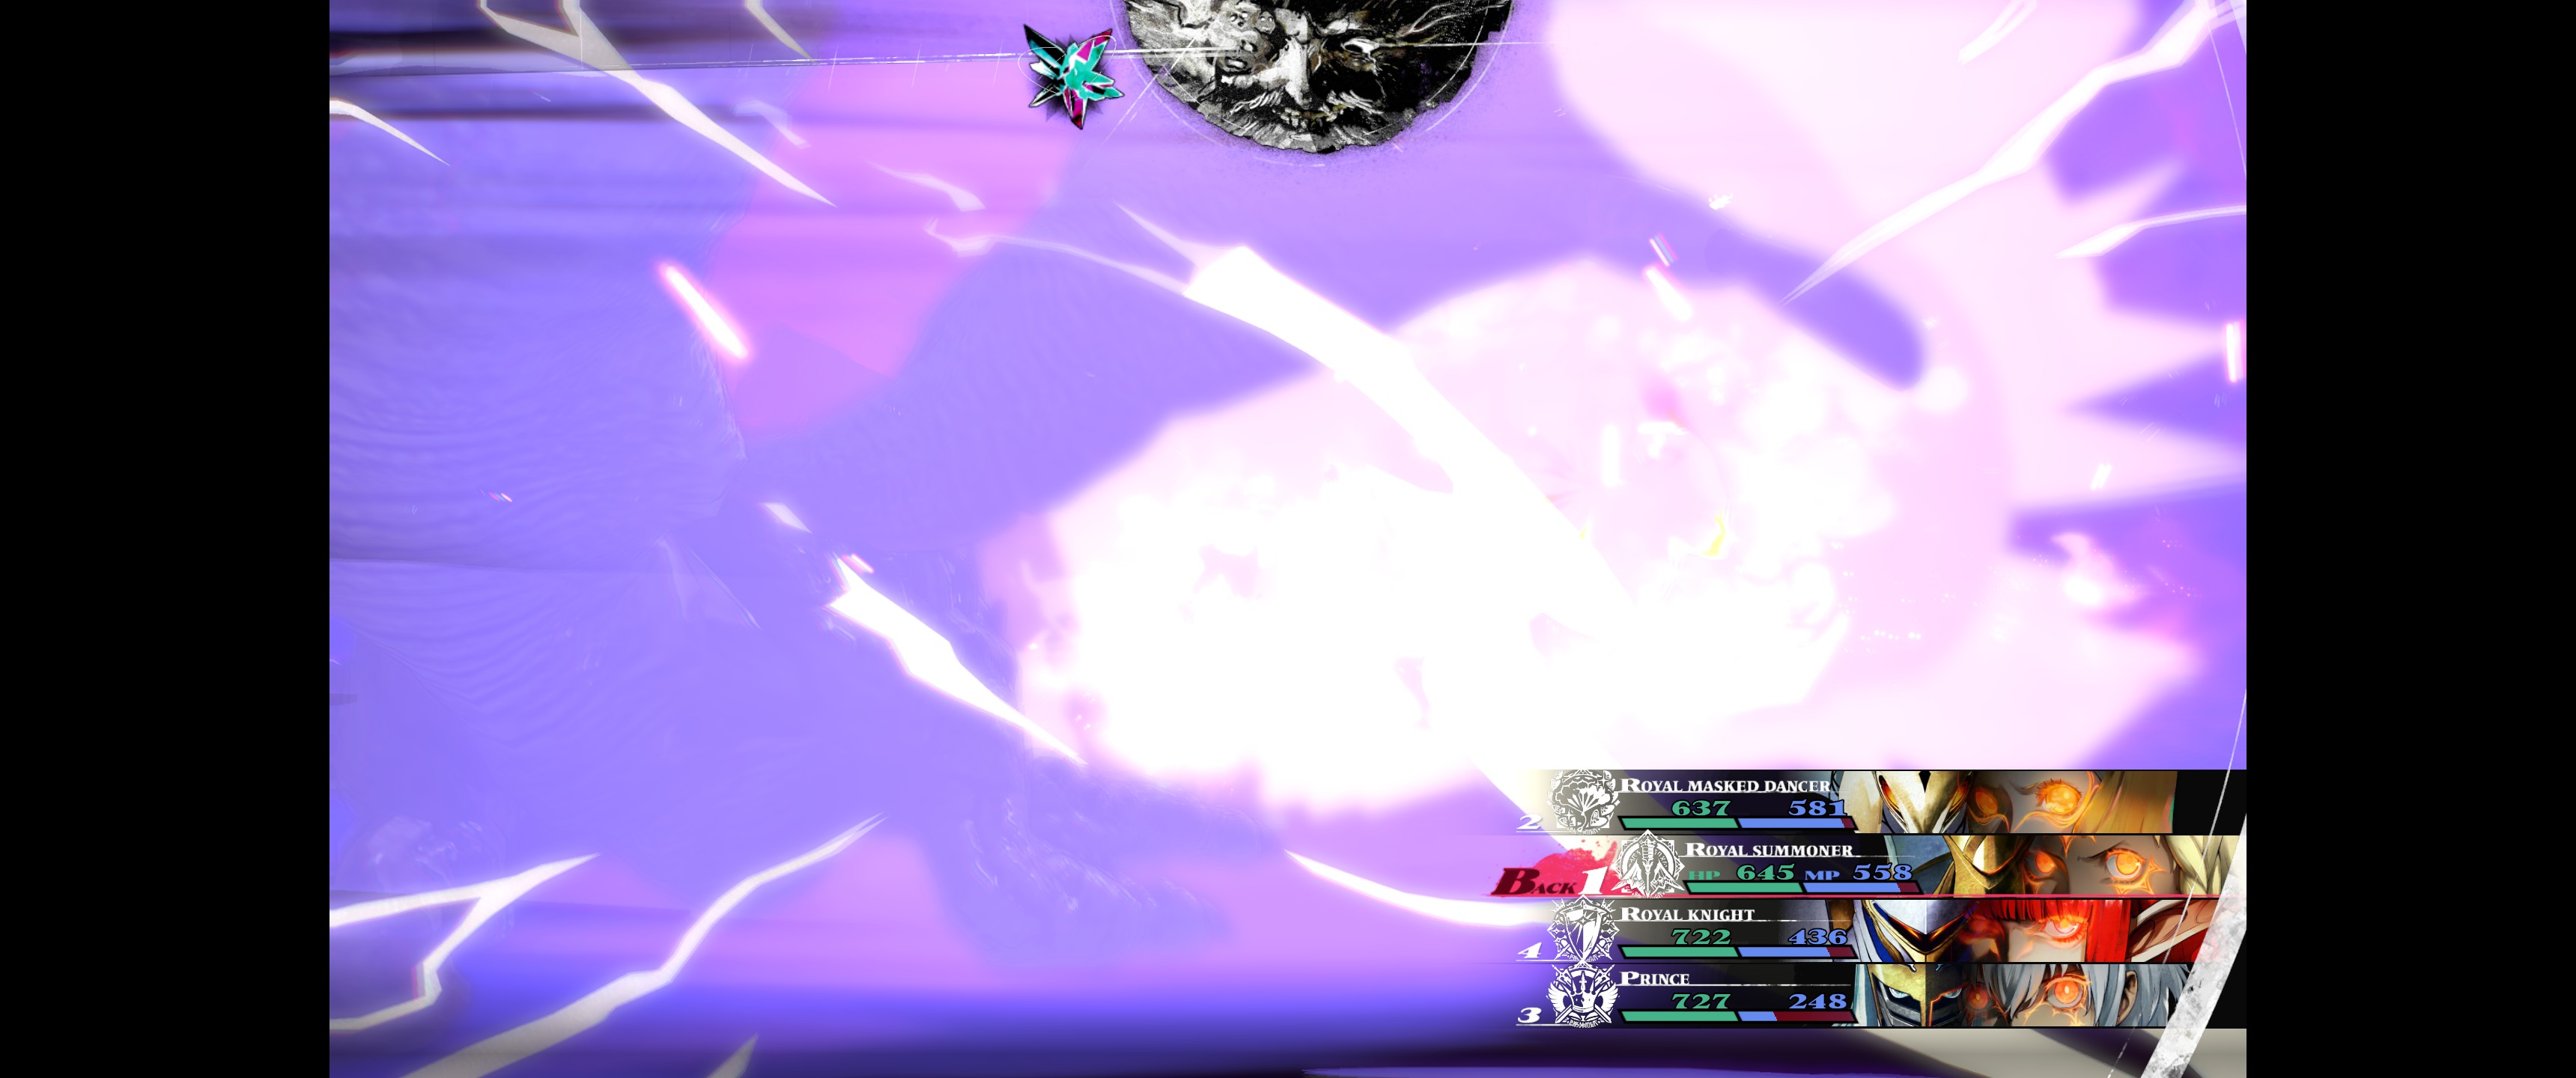 ROYAL MASKED DANCER
637 581
2
ROYAL SUMMONER
BACK 1 HP 645 MP 558
ROYAL KNIGHT
722 436
4
PRINCE
727 248
3